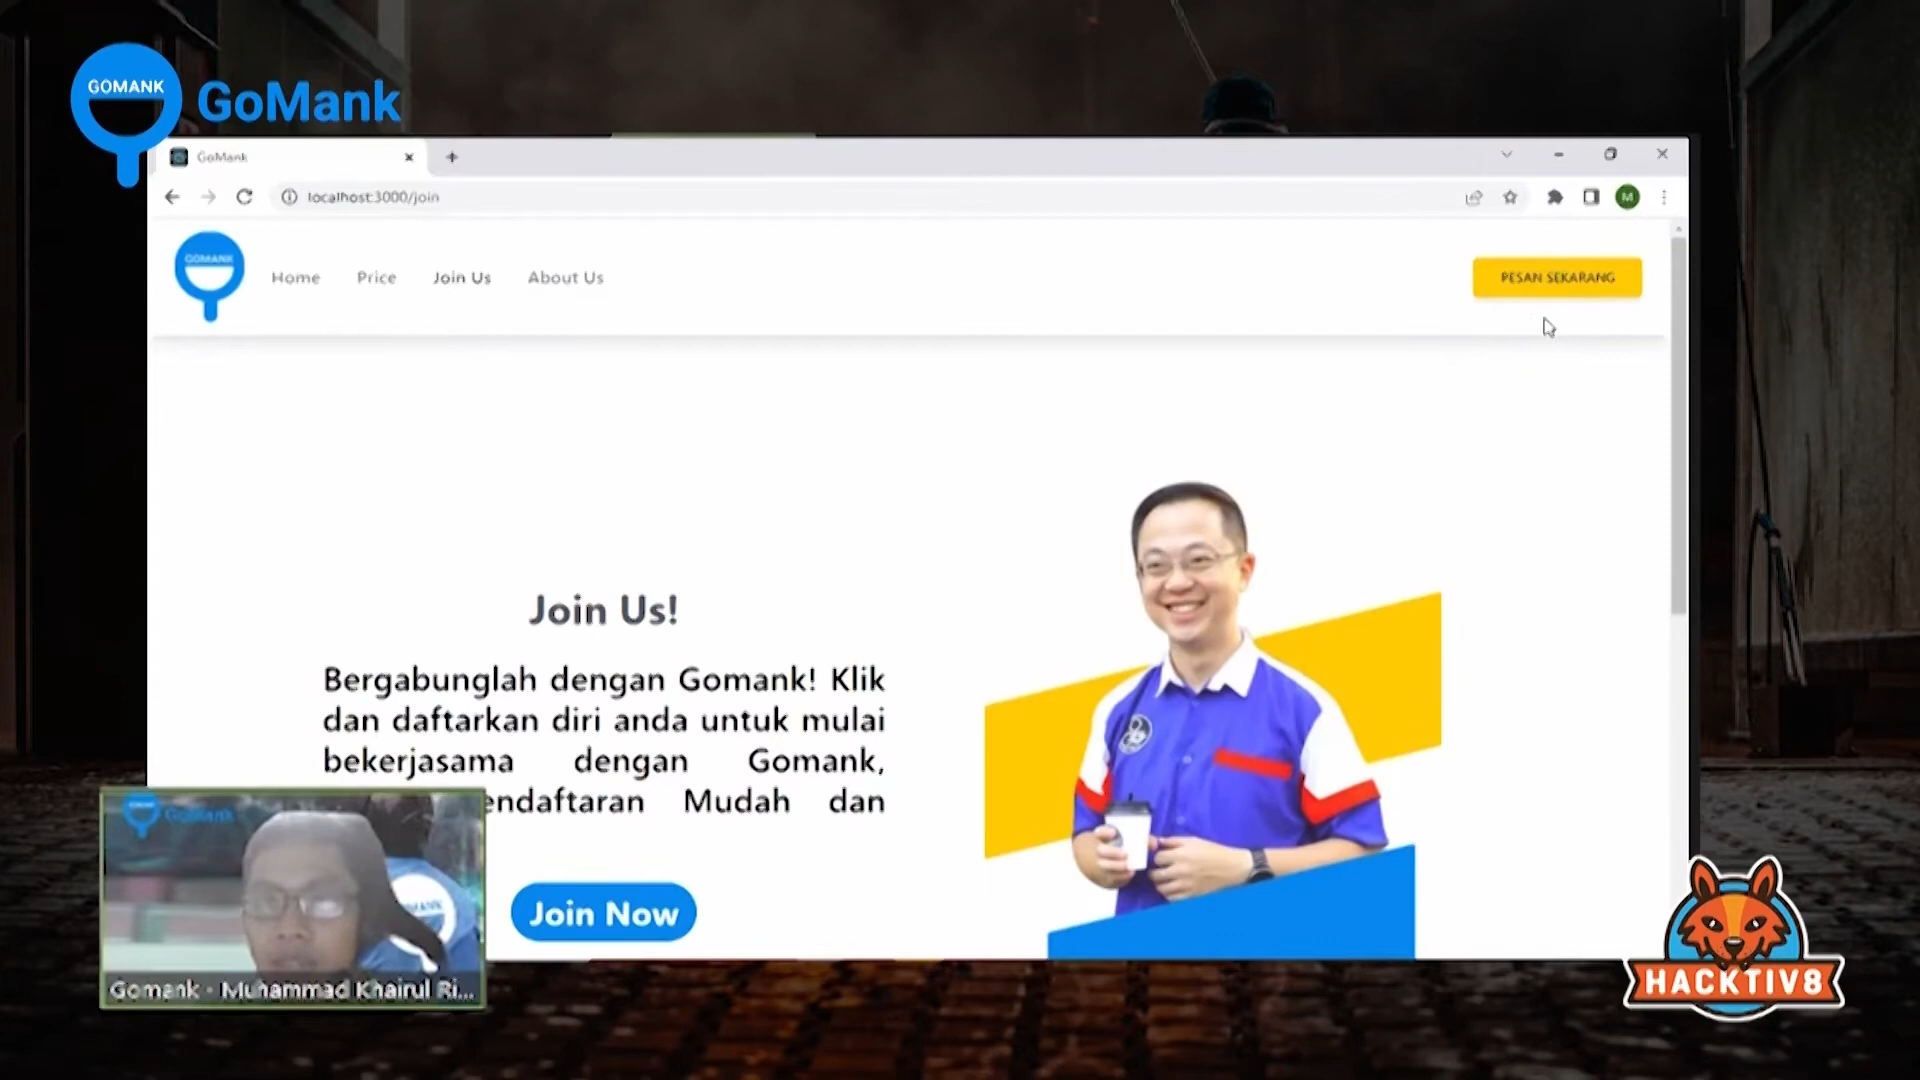 GOMANK
GoMank
GoMank
localhost:3000/join
M
GOMANK
Home
Price
Join Us
About Us
PESAN SEKARANG
Join Us!
Bergabunglah dengan Gomank! Klik
dan daftarkan diri anda untuk mulai
bekerjasama dengan Gomank,
endaftaran Mudah dan
Join Now
GoMank
Gomank - Muhammad Khairul Ri...
HACKTIV8